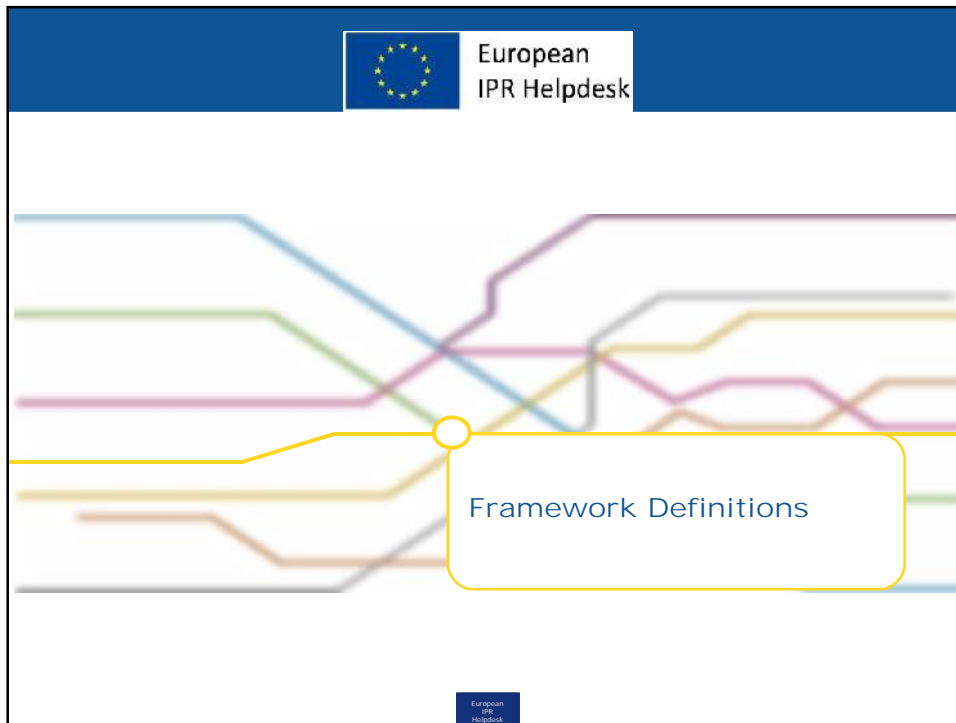 European
IPR Helpdesk
Framework Definitions
European
IPR
Helpdesk